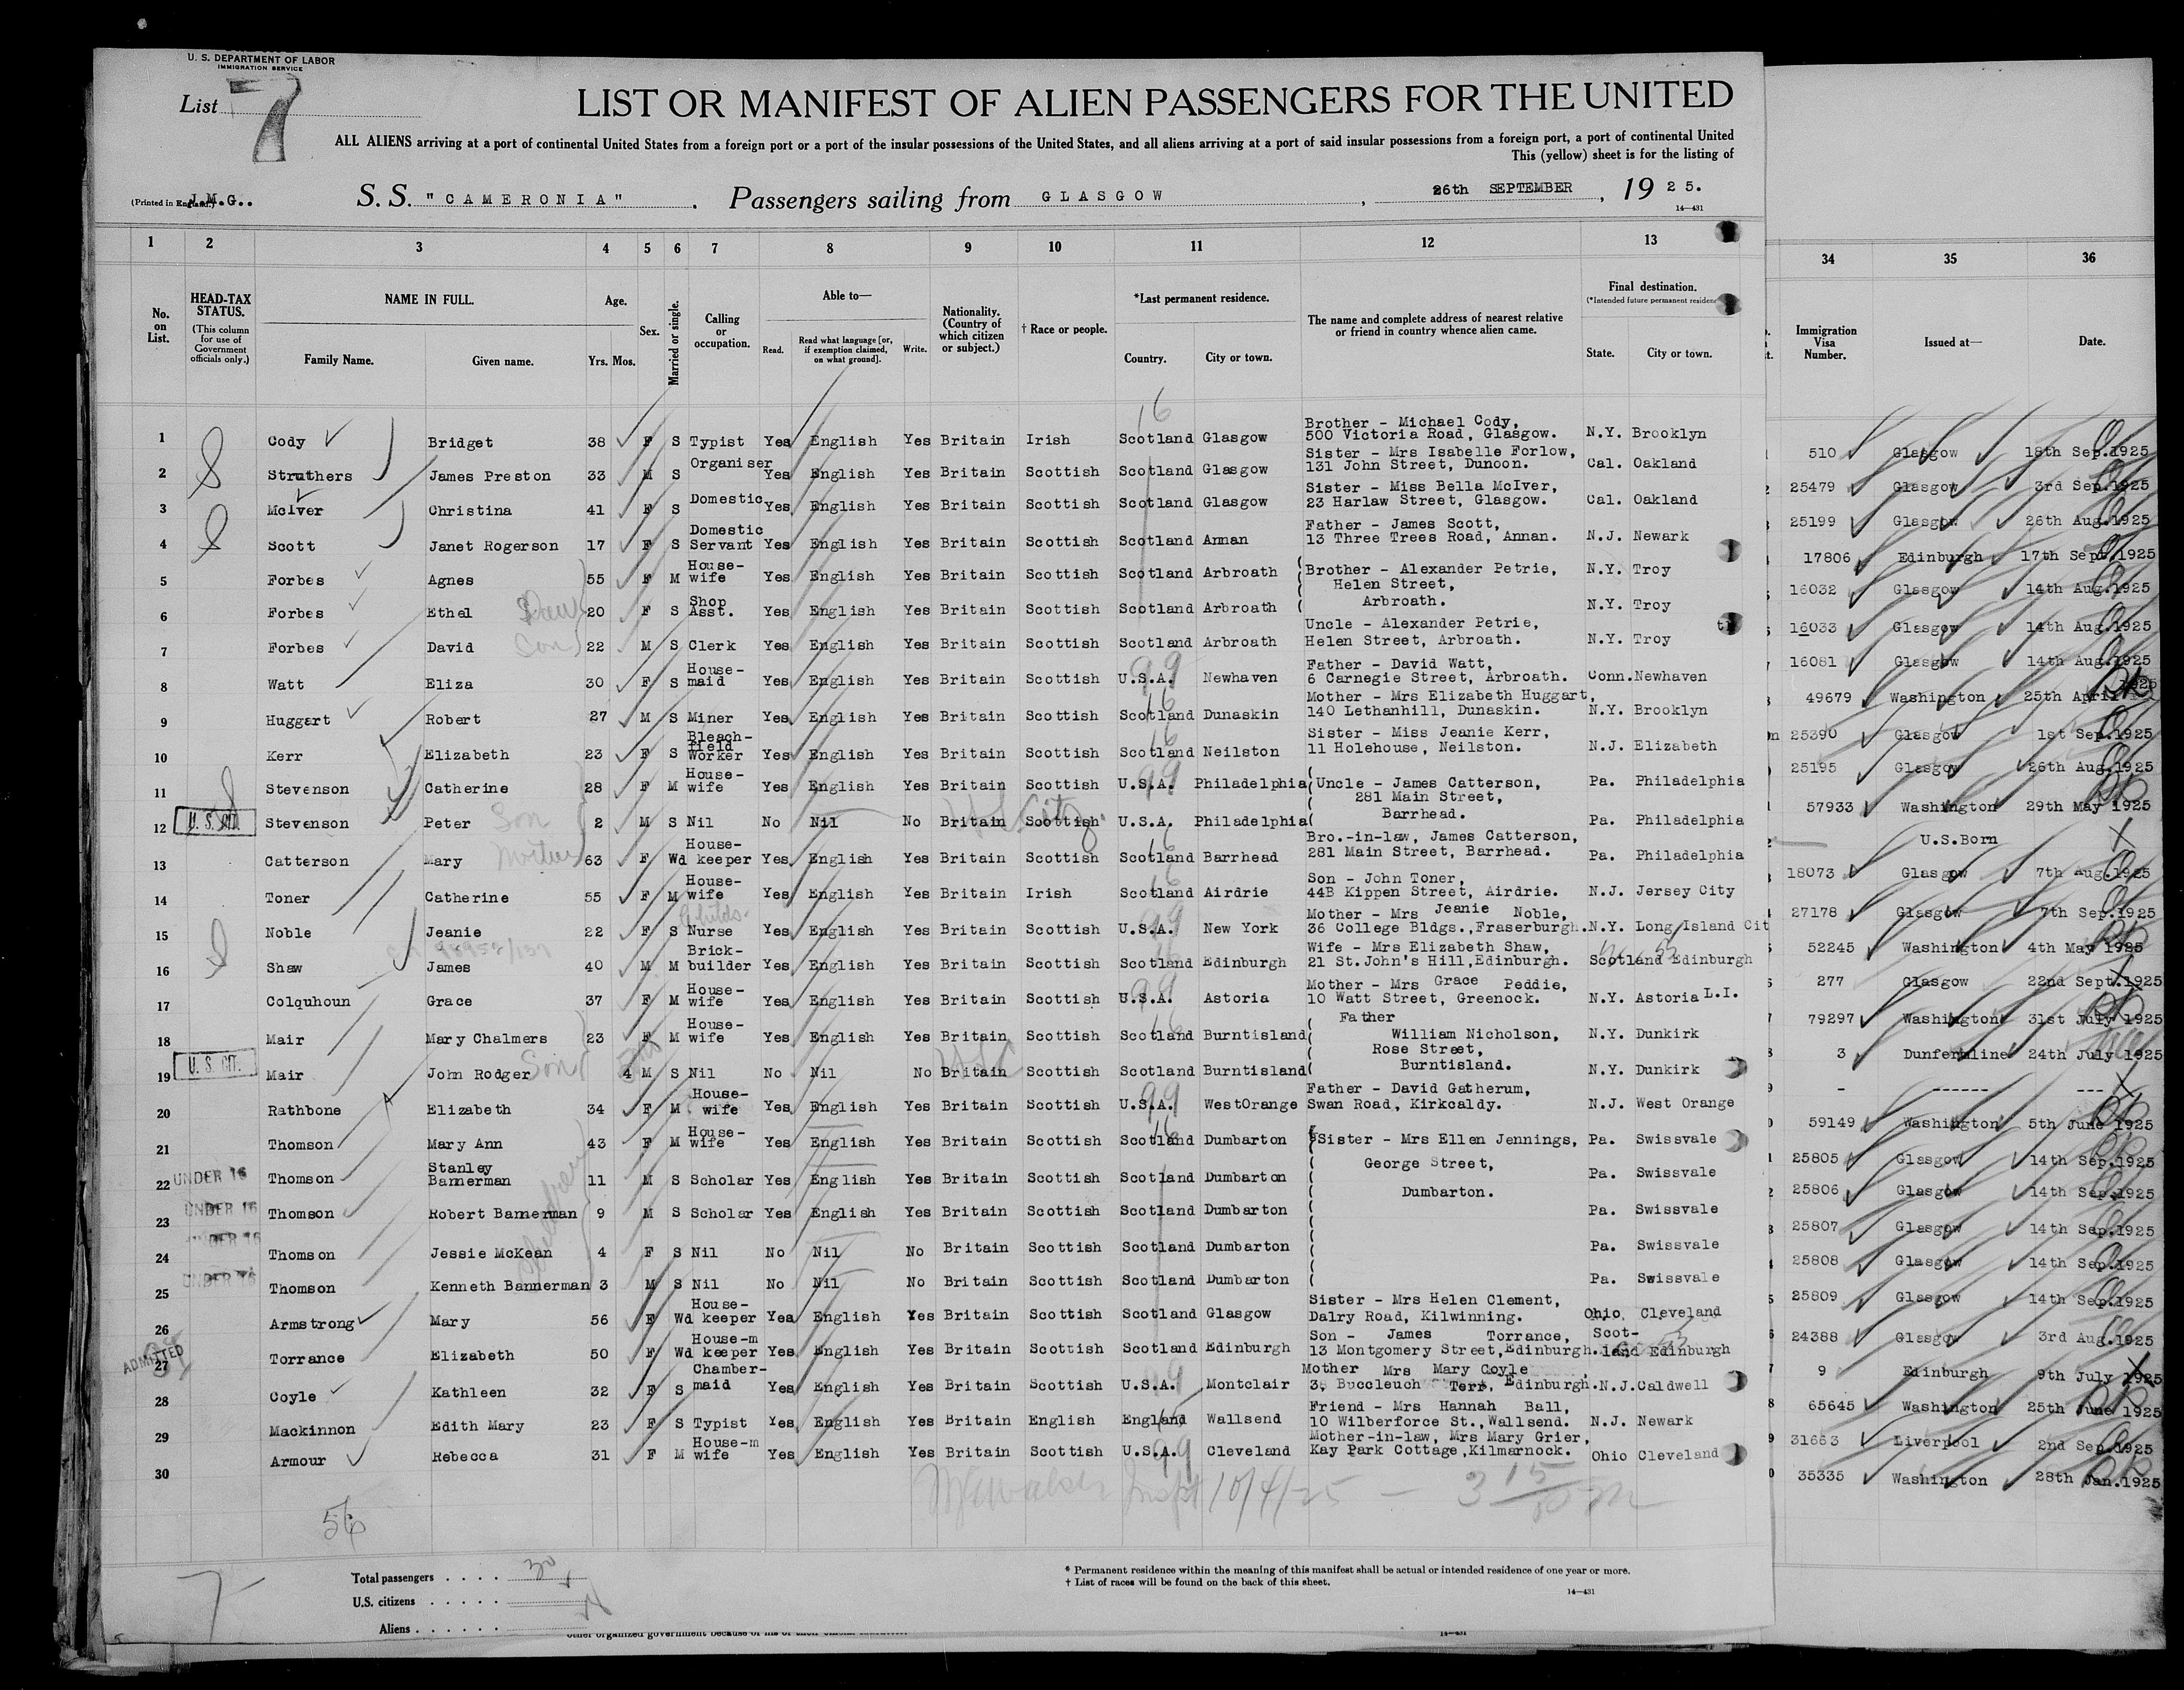 U. S. DEPARTMENT OF LABOR
IMMIGRATION SERVICE
List 7
LIST OR MANIFEST OF ALIEN PASSENGERS FOR THE UNITED
ALL ALIENS arriving at a port of continental United States from a foreign port or a port of the insular possessions of the United States, and all aliens arriving at a port of said insular possessions from a foreign port, a port of continental United
This (yellow) sheet is for the listing of
(Printed in England.) J.M.G.. S. S. "CAMERONIA". Passengers sailing from GLASGOW, 26th SEPTEMBER, 1925.
14—431
1 2 3 4 5 6 7 8 9 10 11 12 13 34 35 36
No. on List.
HEAD-TAX STATUS.
(This column for use of Government officials only.)
NAME IN FULL.
Family Name. Given name.
Age.
Yrs. Mos.
Sex.
Married or single.
Calling or occupation.
Able to—
Read. Read what language [or, if exemption claimed, on what ground]. Write.
Nationality. (Country of which citizen or subject.)
† Race or people.
*Last permanent residence.
Country. City or town.
The name and complete address of nearest relative or friend in country whence alien came.
Final destination.
(*Intended future permanent residence
State. City or town.
Immigration Visa Number.
Issued at—
Date.
1 Cody Bridget 38 F S Typist Yes English Yes Britain Irish Scotland Glasgow Brother - Michael Cody, 500 Victoria Road, Glasgow. N.Y. Brooklyn 510 Glasgow 18th Sep.1925
2 Struthers James Preston 33 M S Organiser Yes English Yes Britain Scottish Scotland Glasgow Sister - Mrs Isabelle Forlow, 131 John Street, Dunoon. Cal. Oakland 25479 Glasgow 3rd Sep.1925
3 McIver Christina 41 F S Domestic Yes English Yes Britain Scottish Scotland Glasgow Sister - Miss Bella McIver, 23 Harlaw Street, Glasgow. Cal. Oakland 25199 Glasgow 26th Aug.1925
4 Scott Janet Rogerson 17 F S Domestic Servant Yes English Yes Britain Scottish Scotland Annan Father - James Scott, 13 Three Trees Road, Annan. N.J. Newark 17806 Edinburgh 17th Sept.1925
5 Forbes Agnes 55 F M House-wife Yes English Yes Britain Scottish Scotland Arbroath Brother - Alexander Petrie, Helen Street, Arbroath. N.Y. Troy 16032 Glasgow 14th Aug.1925
6 Forbes Ethel 20 F S Shop Asst. Yes English Yes Britain Scottish Scotland Arbroath N.Y. Troy 16033 Glasgow 14th Aug.1925
7 Forbes David Son 22 M S Clerk Yes English Yes Britain Scottish Scotland Arbroath Uncle - Alexander Petrie, Helen Street, Arbroath. N.Y. Troy 16081 Glasgow 14th Aug.1925
8 Watt Eliza 30 F S House-maid Yes English Yes Britain Scottish U.S.A. Newhaven Father - David Watt, 6 Carnegie Street, Arbroath. Conn. Newhaven 49679 Washington 25th April 1925
9 Huggart Robert 27 M S Miner Yes English Yes Britain Scottish Scotland Dunaskin Mother - Mrs Elizabeth Huggart, 140 Lethanhill, Dunaskin. N.Y. Brooklyn 25390 Glasgow 1st Sep.1925
10 Kerr Elizabeth 23 F S Bleach-field Worker Yes English Yes Britain Scottish Scotland Neilston Sister - Miss Jeanie Kerr, 11 Holehouse, Neilston. N.J. Elizabeth 25195 Glasgow 26th Aug.1925
11 Stevenson Catherine 28 F M House-wife Yes English Yes Britain Scottish U.S.A. Philadelphia Uncle - James Catterson, 281 Main Street, Barrhead. Pa. Philadelphia 57933 Washington 29th May 1925
12 U. S. CIT. Stevenson Peter Son 2 M S Nil No Nil No Britain Scottish U.S.A. Philadelphia Pa. Philadelphia U.S.Born
13 Catterson Mary Mother 63 F Wd House-keeper Yes English Yes Britain Scottish Scotland Barrhead Bro.-in-law, James Catterson, 281 Main Street, Barrhead. Pa. Philadelphia 18073 Glasgow 7th Aug.1925
14 Toner Catherine 55 F M House-wife Yes English Yes Britain Irish Scotland Airdrie Son - John Toner, 44B Kippen Street, Airdrie. N.J. Jersey City 27178 Glasgow 7th Sep.1925
15 Noble Jeanie 22 F S Childs. Nurse Yes English Yes Britain Scottish U.S.A. New York Mother - Mrs Jeanie Noble, 36 College Bldgs.,Fraserburgh. N.Y. Long Island Cit 52245 Washington 4th May 1925
16 Shaw James 40 M M Brick-builder Yes English Yes Britain Scottish Scotland Edinburgh Wife - Mrs Elizabeth Shaw, 21 St.John's Hill,Edinburgh. Scotland Edinburgh 277 Glasgow 22nd Sept.1925
17 Colquhoun Grace 37 F M House-wife Yes English Yes Britain Scottish U.S.A. Astoria Mother - Mrs Grace Peddie, 10 Watt Street, Greenock. N.Y. Astoria L.I. 79297 Washington 31st July 1925
18 Mair Mary Chalmers 23 F M House-wife Yes English Yes Britain Scottish Scotland Burntisland Father William Nicholson, Rose Street, Burntisland. N.Y. Dunkirk 3 Dunfermline 24th July 1925
19 U. S. CIT. Mair John Rodger Son 4 M S Nil No Nil No Britain Scottish Scotland Burntisland N.Y. Dunkirk - ------ ---
20 Rathbone Elizabeth 34 F M House-wife Yes English Yes Britain Scottish U.S.A. WestOrange Father - David Gatherum, Swan Road, Kirkcaldy. N.J. West Orange 59149 Washington 5th June 1925
21 Thomson Mary Ann 43 F M House-wife Yes English Yes Britain Scottish Scotland Dumbarton Sister - Mrs Ellen Jennings, George Street, Dumbarton. Pa. Swissvale 25805 Glasgow 14th Sep.1925
22 UNDER 16 Thomson Stanley Bannerman 11 M S Scholar Yes English Yes Britain Scottish Scotland Dumbarton Pa. Swissvale 25806 Glasgow 14th Sep.1925
23 UNDER 16 Thomson Robert Bannerman 9 M S Scholar Yes English Yes Britain Scottish Scotland Dumbarton Pa. Swissvale 25807 Glasgow 14th Sep.1925
24 UNDER 16 Thomson Jessie McKean 4 F S Nil No Nil No Britain Scottish Scotland Dumbarton Pa. Swissvale 25808 Glasgow 14th Sep.1925
25 UNDER 16 Thomson Kenneth Bannerman 3 M S Nil No Nil No Britain Scottish Scotland Dumbarton Pa. Swissvale 25809 Glasgow 14th Sep.1925
26 Armstrong Mary 56 F Wd House-keeper Yes English Yes Britain Scottish Scotland Glasgow Sister - Mrs Helen Clement, Dalry Road, Kilwinning. Ohio Cleveland 24388 Glasgow 3rd Aug.1925
27 ADMITTED Torrance Elizabeth 50 F Wd House-m keeper Yes English Yes Britain Scottish Scotland Edinburgh Son - James Torrance, 13 Montgomery Street,Edinburgh. Scot-land Edinburgh 9 Edinburgh 9th July 1925
28 Coyle Kathleen 32 F S Chamber-maid Yes English Yes Britain Scottish U.S.A. Montclair Mother Mrs Mary Coyle, Buccleuch Terr, Edinburgh. N.J. Caldwell 65645 Washington 25th June 1925
29 Mackinnon Edith Mary 23 F S Typist Yes English Yes Britain English England Wallsend Friend - Mrs Hannah Ball, 10 Wilberforce St.,Wallsend. N.J. Newark 31663 Liverpool 2nd Sep.1925
30 Armour Rebecca 31 F M House-m wife Yes English Yes Britain Scottish U.S.A. Cleveland Mother-in-law, Mrs Mary Grier, Kay Park Cottage,Kilmarnock. Ohio Cleveland 35335 Washington 28th Jan.1925
10/4/25
56
Total passengers . . . . 30
U.S. citizens . . . . .
Aliens . . . . . .
* Permanent residence within the meaning of this manifest shall be actual or intended residence of one year or more.
† List of races will be found on the back of this sheet.
14—431